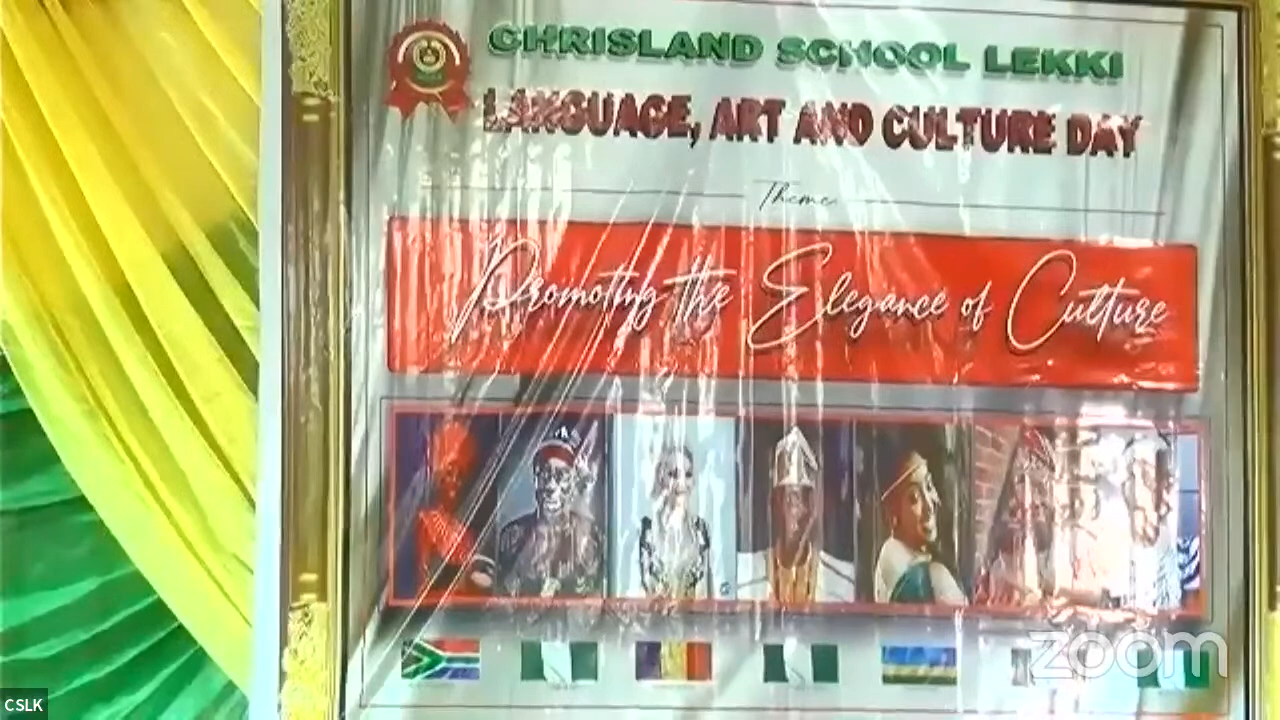 CHRISLAND SCHOOL LEKKI
LANGUAGE, ART AND CULTURE DAY
Theme
Promoting the Elegance of Culture
zoom
CSLK